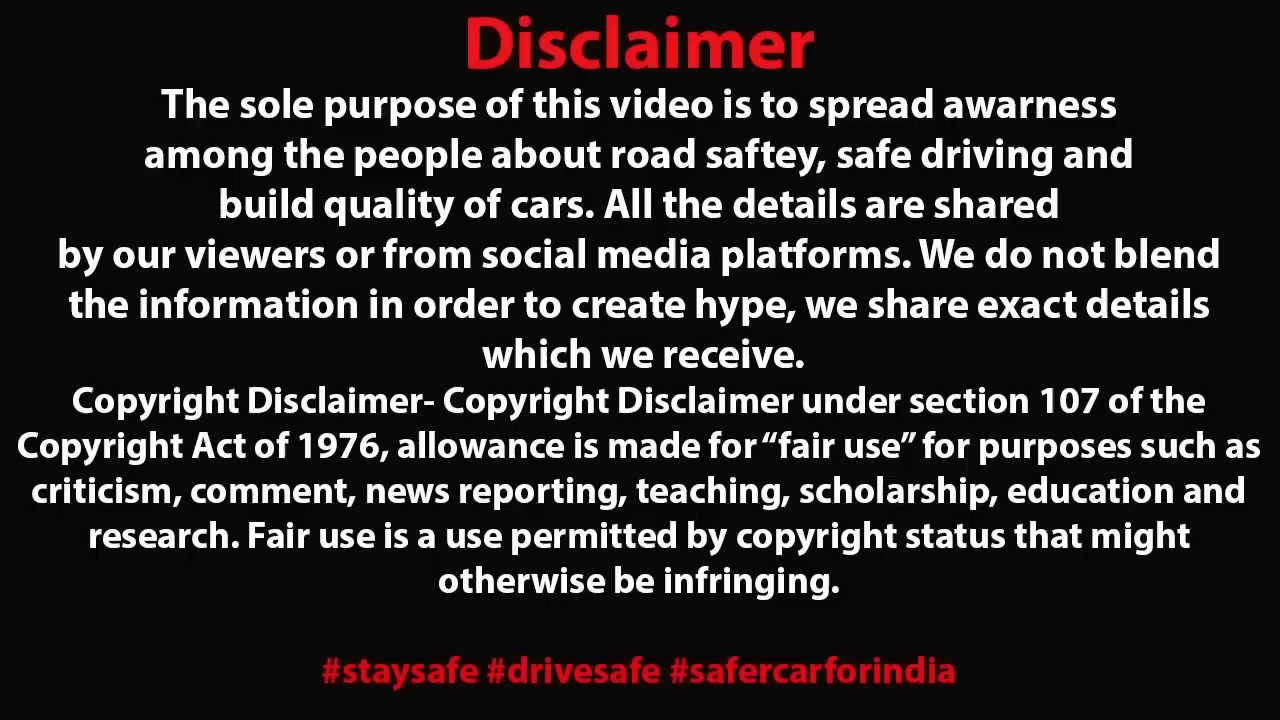 Disclaimer
The sole purpose of this video is to spread awarness
among the people about road saftey, safe driving and
build quality of cars. All the details are shared
by our viewers or from social media platforms. We do not blend
the information in order to create hype, we share exact details
which we receive.
Copyright Disclaimer- Copyright Disclaimer under section 107 of the
Copyright Act of 1976, allowance is made for “fair use” for purposes such as
criticism, comment, news reporting, teaching, scholarship, education and
research. Fair use is a use permitted by copyright status that might
otherwise be infringing.
#staysafe #drivesafe #safercarforindia